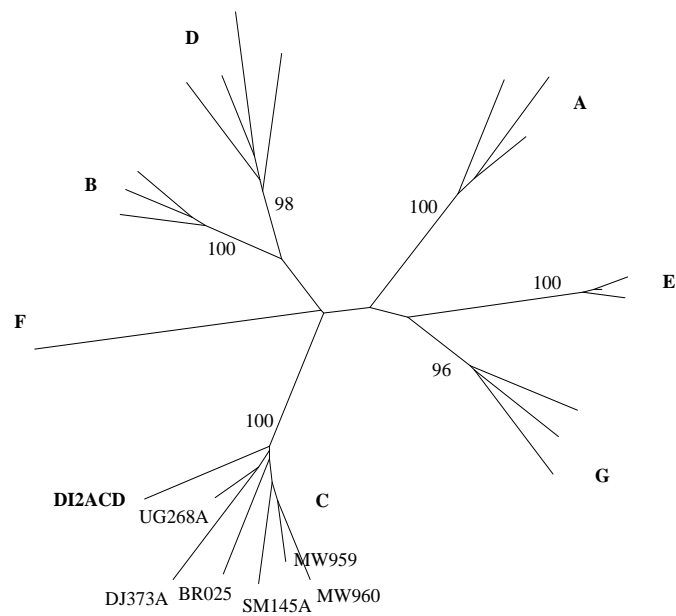 D
A
B
98
100
100
100
E
F
96
100
G
DI2ACD
C
UG268A
MW959
DJ373A
BR025
SM145A
MW960